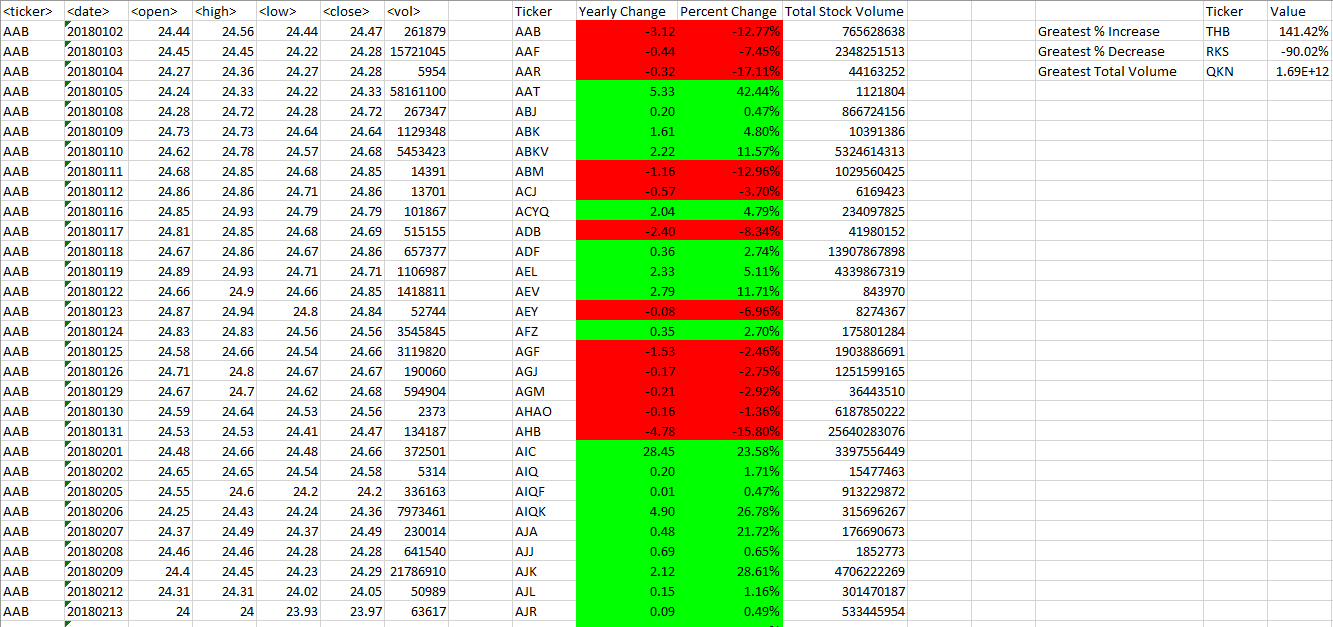 <ticker> <date> <open> <high> <low> <close> <vol> Ticker Yearly Change Percent Change Total Stock Volume Ticker Value
AAB 20180102 24.44 24.56 24.44 24.47 261879 AAB -3.12 -12.77% 765628638 Greatest % Increase THB 141.42%
AAB 20180103 24.45 24.45 24.22 24.28 15721045 AAF -0.44 -7.45% 2348251513 Greatest % Decrease RKS -90.02%
AAB 20180104 24.27 24.36 24.27 24.28 5954 AAR -0.32 -17.11% 44163252 Greatest Total Volume QKN 1.69E+12
AAB 20180105 24.24 24.33 24.22 24.33 58161100 AAT 5.33 42.44% 1121804
AAB 20180108 24.28 24.72 24.28 24.72 267347 ABJ 0.20 0.47% 866724156
AAB 20180109 24.73 24.73 24.64 24.64 1129348 ABK 1.61 4.80% 10391386
AAB 20180110 24.62 24.78 24.57 24.68 5453423 ABKV 2.22 11.57% 5324614313
AAB 20180111 24.68 24.85 24.68 24.85 14391 ABM -1.16 -12.96% 1029560425
AAB 20180112 24.86 24.86 24.71 24.86 13701 ACJ -0.57 -3.70% 6169423
AAB 20180116 24.85 24.93 24.79 24.79 101867 ACYQ 2.04 4.79% 234097825
AAB 20180117 24.81 24.85 24.68 24.69 515155 ADB -2.40 -8.34% 41980152
AAB 20180118 24.67 24.86 24.67 24.86 657377 ADF 0.36 2.74% 13907867898
AAB 20180119 24.89 24.93 24.71 24.71 1106987 AEL 2.33 5.11% 4339867319
AAB 20180122 24.66 24.9 24.66 24.85 1418811 AEV 2.79 11.71% 843970
AAB 20180123 24.87 24.94 24.8 24.84 52744 AEY -0.08 -6.96% 8274367
AAB 20180124 24.83 24.83 24.56 24.56 3545845 AFZ 0.35 2.70% 175801284
AAB 20180125 24.58 24.66 24.54 24.66 3119820 AGF -1.53 -2.46% 1903886691
AAB 20180126 24.71 24.8 24.67 24.67 190060 AGJ -0.17 -2.75% 1251599165
AAB 20180129 24.67 24.7 24.62 24.68 594904 AGM -0.21 -2.92% 36443510
AAB 20180130 24.59 24.64 24.53 24.56 2373 AHAO -0.16 -1.36% 6187850222
AAB 20180131 24.53 24.53 24.41 24.47 134187 AHB -4.78 -15.80% 25640283076
AAB 20180201 24.48 24.66 24.48 24.66 372501 AIC 28.45 23.58% 3397556449
AAB 20180202 24.65 24.65 24.54 24.58 5314 AIQ 0.20 1.71% 15477463
AAB 20180205 24.55 24.6 24.2 24.2 336163 AIQF 0.01 0.47% 913229872
AAB 20180206 24.25 24.43 24.24 24.36 7973461 AIQK 4.90 26.78% 315696267
AAB 20180207 24.37 24.49 24.37 24.49 230014 AJA 0.48 21.72% 176690673
AAB 20180208 24.46 24.46 24.28 24.28 641540 AJJ 0.69 0.65% 1852773
AAB 20180209 24.4 24.45 24.23 24.29 21786910 AJK 2.12 28.61% 4706222269
AAB 20180212 24.31 24.31 24.02 24.05 50989 AJL 0.15 1.16% 301470187
AAB 20180213 24 24 23.93 23.97 63617 AJR 0.09 0.49% 533445954